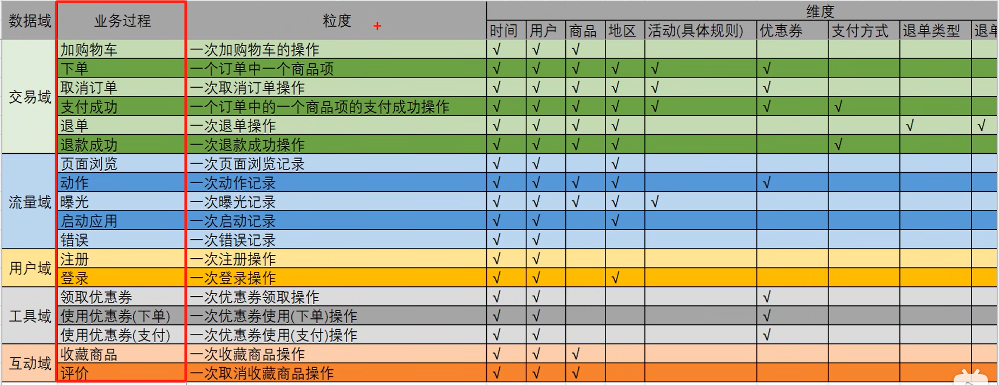 数据域 业务过程 粒度 维度
时间 用户 商品 地区 活动(具体规则) 优惠券 支付方式 退单类型 退单
交易域
加购物车 一次加购物车的操作 √ √ √
下单 一个订单中一个商品项 √ √ √ √ √ √
取消订单 一次取消订单操作 √ √ √ √ √ √
支付成功 一个订单中的一个商品项的支付成功操作 √ √ √ √ √ √ √
退单 一次退单操作 √ √ √ √ √ √
退款成功 一次退款成功操作 √ √ √ √ √
流量域
页面浏览 一次页面浏览记录 √ √ √
动作 一次动作记录 √ √ √ √ √
曝光 一次曝光记录 √ √ √ √ √
启动应用 一次启动记录 √ √ √
错误 一次错误记录 √ √
用户域
注册 一次注册操作 √ √
登录 一次登录操作 √ √ √
工具域
领取优惠券 一次优惠券领取操作 √ √ √
使用优惠券(下单) 一次优惠券使用(下单)操作 √ √ √
使用优惠券(支付) 一次优惠券使用(支付)操作 √ √ √
互动域
收藏商品 一次收藏商品操作 √ √ √
评价 一次取消收藏商品操作 √ √ √